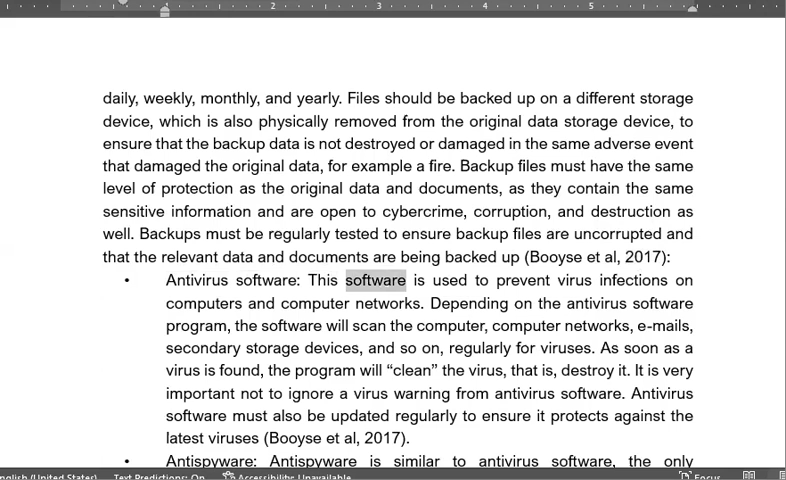 2 3 4 5
daily, weekly, monthly, and yearly. Files should be backed up on a different storage
device, which is also physically removed from the original data storage device, to
ensure that the backup data is not destroyed or damaged in the same adverse event
that damaged the original data, for example a fire. Backup files must have the same
level of protection as the original data and documents, as they contain the same
sensitive information and are open to cybercrime, corruption, and destruction as
well. Backups must be regularly tested to ensure backup files are uncorrupted and
that the relevant data and documents are being backed up (Booyse et al, 2017):
• Antivirus software: This software is used to prevent virus infections on
computers and computer networks. Depending on the antivirus software
program, the software will scan the computer, computer networks, e-mails,
secondary storage devices, and so on, regularly for viruses. As soon as a
virus is found, the program will “clean” the virus, that is, destroy it. It is very
important not to ignore a virus warning from antivirus software. Antivirus
software must also be updated regularly to ensure it protects against the
latest viruses (Booyse et al, 2017).
• Antispyware: Antispyware is similar to antivirus software, the only
nglish (United States) Text Predictions: On Accessibility: Unavailable Focus